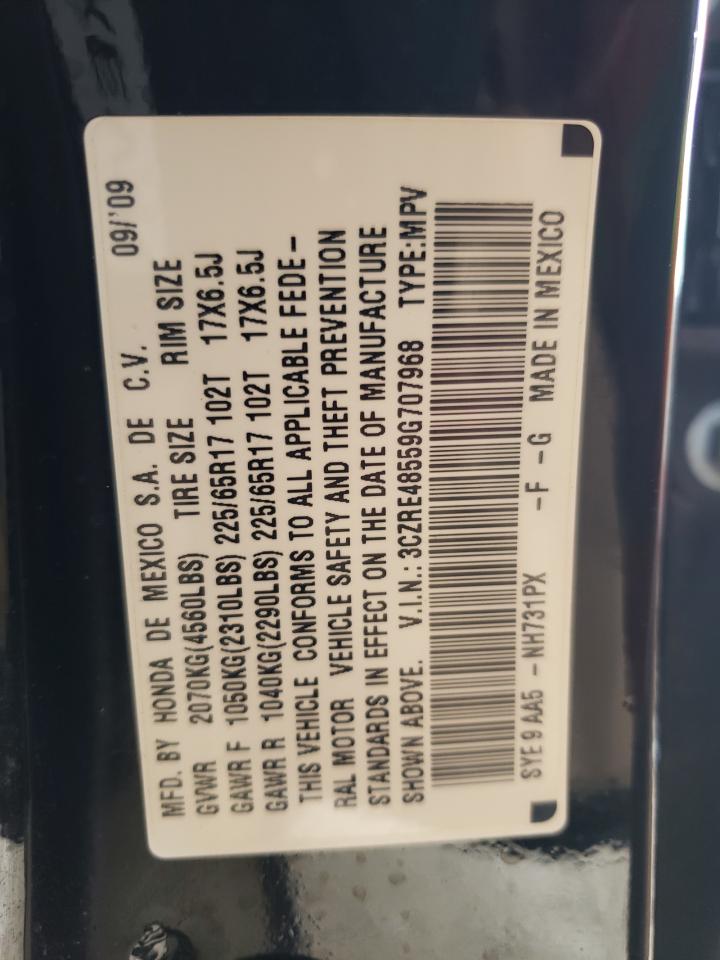 09/'09
MFD. BY HONDA DE MEXICO S.A. DE C.V.
GVWR 2070KG(4560LBS) TIRE SIZE RIM SIZE
GAWR F 1050KG(2310LBS) 225/65R17 102T 17X6.5J
GAWR R 1040KG(2290LBS) 225/65R17 102T 17X6.5J
THIS VEHICLE CONFORMS TO ALL APPLICABLE FEDE-
RAL MOTOR VEHICLE SAFETY AND THEFT PREVENTION
STANDARDS IN EFFECT ON THE DATE OF MANUFACTURE
SHOWN ABOVE. V.I.N.: 3CZRE48559G707968 TYPE:MPV
SYE9AA5 -NH731PX -F -G MADE IN MEXICO